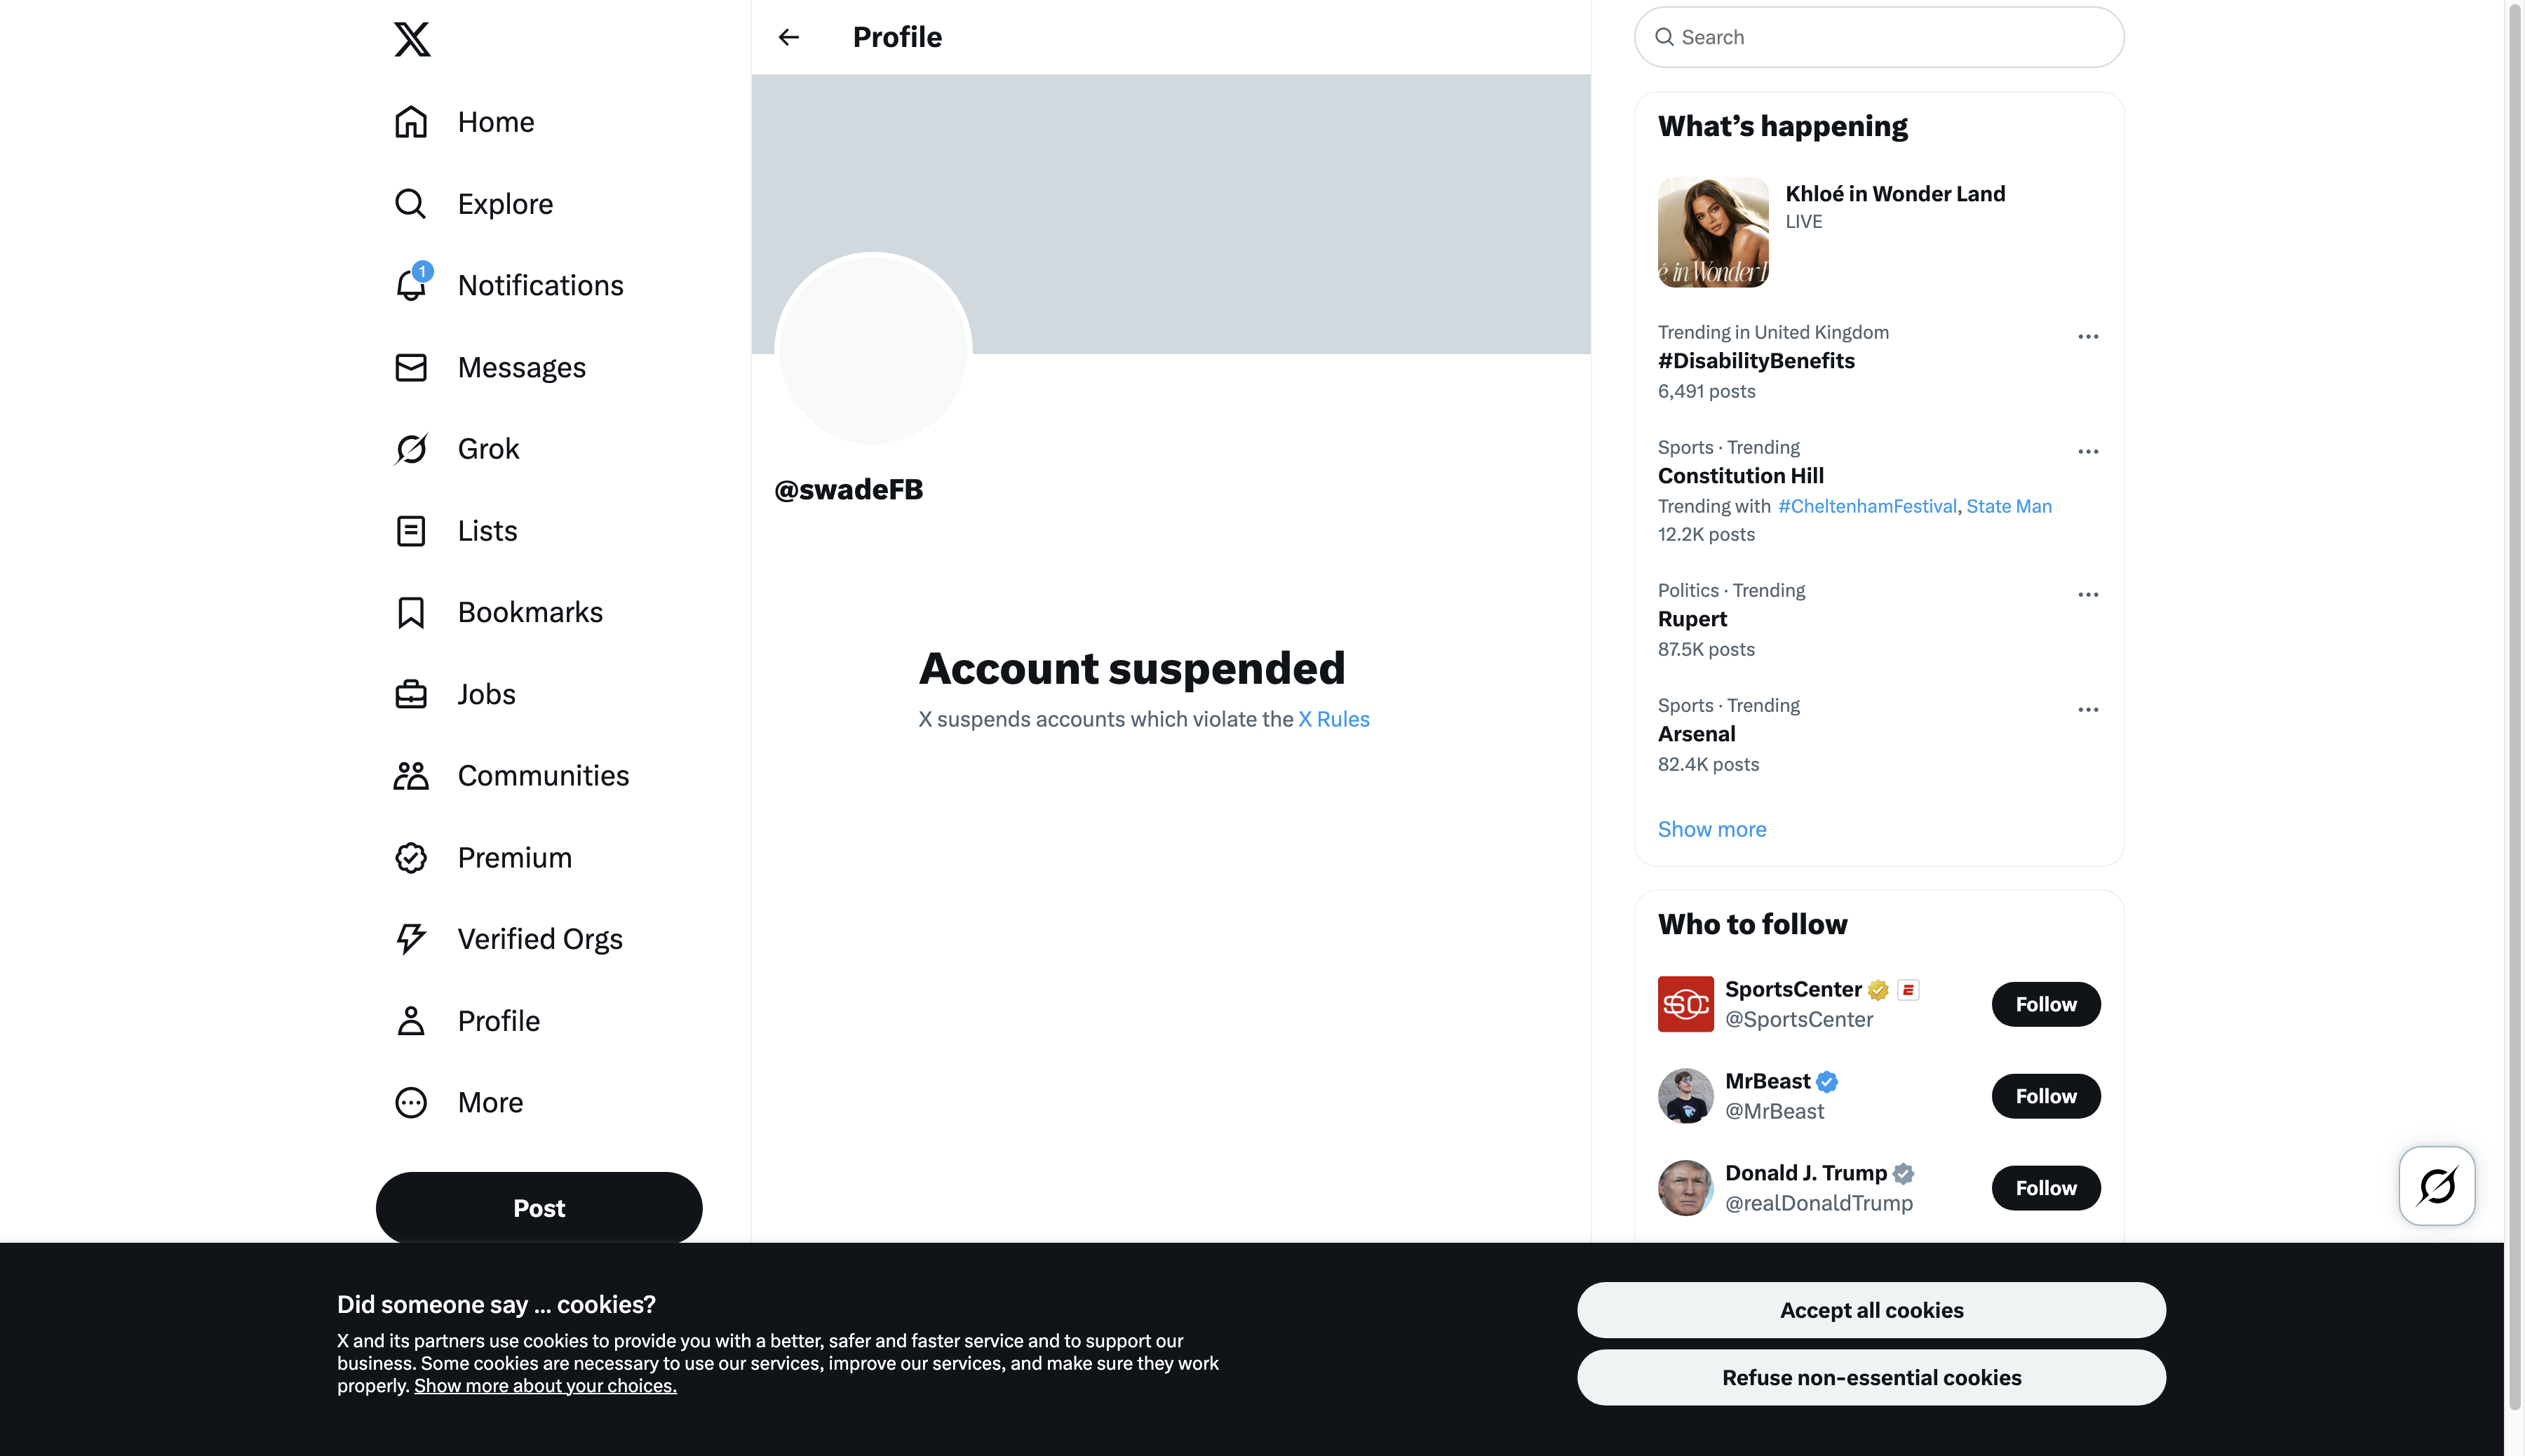 Home
Explore
1
Notifications
Messages
Grok
Lists
Bookmarks
Jobs
Communities
Premium
Verified Orgs
Profile
More
Post
Profile
@swadeFB
Account suspended
X suspends accounts which violate the X Rules
Search
What's happening
Khloé in Wonder Land
LIVE
é in Wonder L
Trending in United Kingdom
#DisabilityBenefits
6,491 posts
Sports · Trending
Constitution Hill
Trending with #CheltenhamFestival, State Man
12.2K posts
Politics · Trending
Rupert
87.5K posts
Sports · Trending
Arsenal
82.4K posts
Show more
Who to follow
SC
SportsCenter
E
@SportsCenter
Follow
MrBeast
@MrBeast
Follow
Donald J. Trump
@realDonaldTrump
Follow
Did someone say … cookies?
X and its partners use cookies to provide you with a better, safer and faster service and to support our
business. Some cookies are necessary to use our services, improve our services, and make sure they work
properly. Show more about your choices.
Accept all cookies
Refuse non-essential cookies